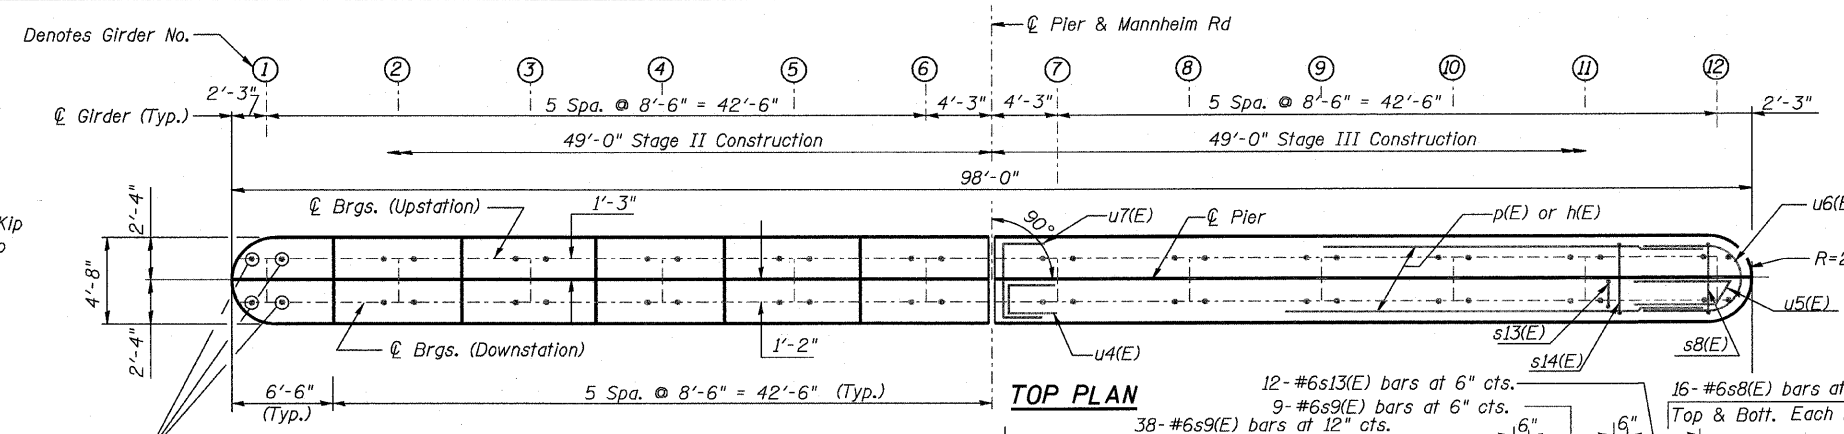 ℄ Pier & Mannheim Rd
Denotes Girder No.
1 2 3 4 5 6 7 8 9 10 11 12
2'-3" 5 Spa. @ 8'-6" = 42'-6" 4'-3" 4'-3" 5 Spa. @ 8'-6" = 42'-6" 2'-3"
℄ Girder (Typ.)
49'-0" Stage II Construction 49'-0" Stage III Construction
98'-0"
℄ Brgs. (Upstation) 1'-3" 90° u7(E) ℄ Pier p(E) or h(E)
Kip
2'-4"
4'-8"
2'-4"
u5(E)
s13(E)
s14(E)
s8(E)
℄ Brgs. (Downstation) 1'-2" u4(E)
6'-6"
(Typ.)
5 Spa. @ 8'-6" = 42'-6" (Typ.)
TOP PLAN
12-#6s13(E) bars at 6" cts.
9-#6s9(E) bars at 6" cts.
38-#6s9(E) bars at 12" cts.
6" 6"
16-#6s8(E) bars at
Top & Bott. Each